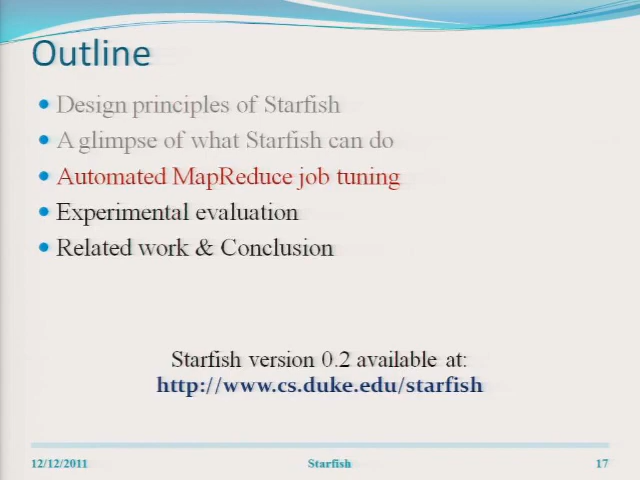 Outline
Design principles of Starfish
A glimpse of what Starfish can do
Automated MapReduce job tuning
Experimental evaluation
Related work & Conclusion
Starfish version 0.2 available at:
http://www.cs.duke.edu/starfish
12/12/2011 Starfish 17